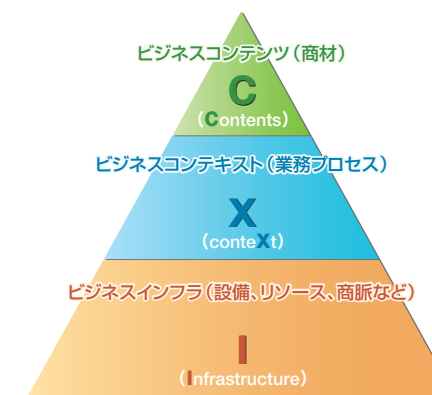 ビジネスコンテンツ（商材）
C
（Contents）
ビジネスコンテキスト（業務プロセス）
X
（conteXt）
ビジネスインフラ（設備、リソース、商脈など）
I
（Infrastructure）